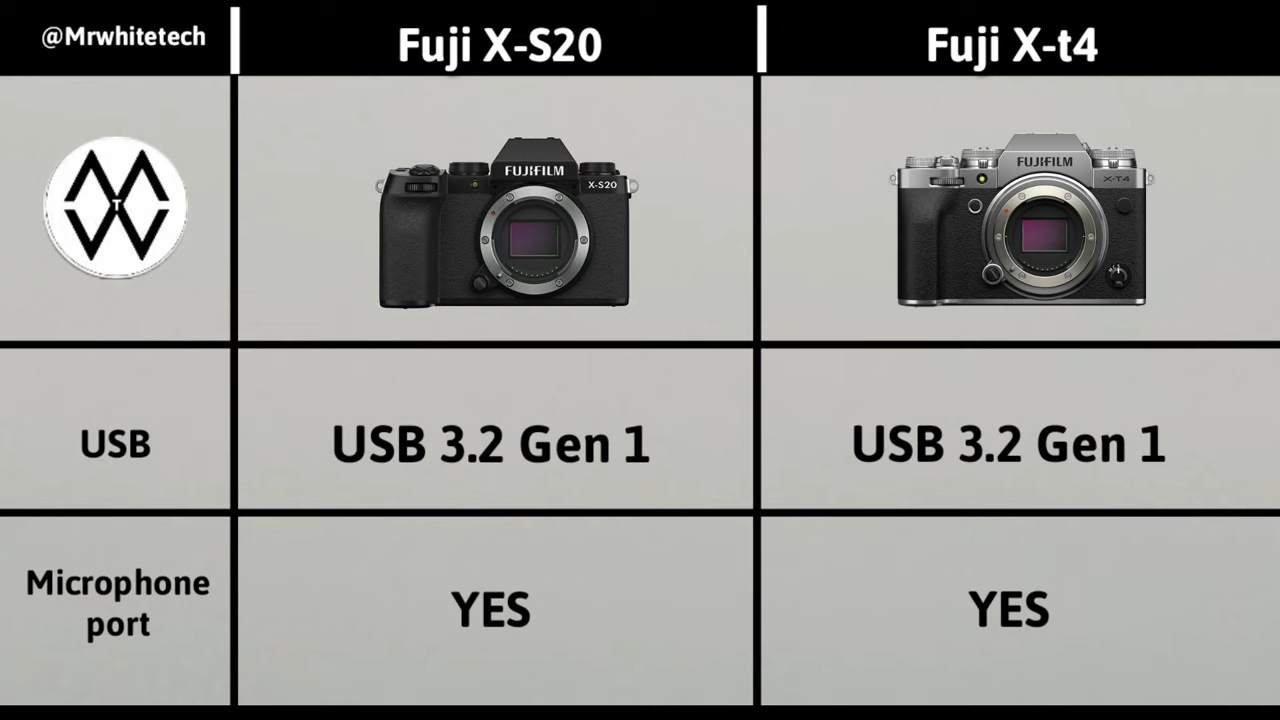 @Mrwhitetech
Fuji X-S20
Fuji X-t4
FUJIFILM
X-S20
FUJIFILM
X-T4
T
USB
USB 3.2 Gen 1
USB 3.2 Gen 1
Microphone
port
YES
YES